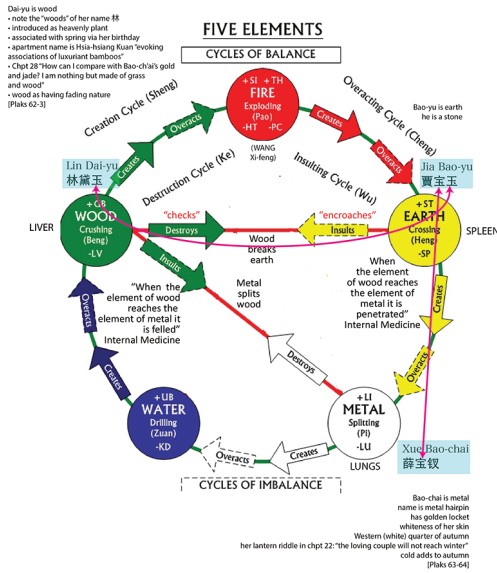 Dai-yu is wood
• note the "woods" of her name 林
• introduced as heavenly plant
• associated with spring via her birthday
• apartment name is Hsia-hsiang Kuan "evoking
associations of luxuriant bamboos"
• Chpt 28 "How can I compare with Bao-ch'ai's gold
and jade? I am nothing but made of grass
and wood"
• wood as having fading nature
[Plaks 62-3]
FIVE ELEMENTS
CYCLES OF BALANCE
Creation Cycle (Sheng)
Overacting Cycle (Cheng)
Destruction Cycle (Ke)
Insulting Cycle (Wu)
+SI +TH
FIRE
Exploding
(Pao)
-HT -PC
(WANG
Xi-feng)
Creates
Overacts
Creates
Overacts
Bao-yu is earth
he is a stone
Lin Dai-yu
林黛玉
Jia Bao-yu
賈宝玉
LIVER
+GB
WOOD
Crushing
(Beng)
-LV
"checks"
Destroys
"encroaches"
Insults
Wood
breaks
earth
+ST
EARTH
Crossing
(Heng)
-SP
SPLEEN
Insults
"When the
element of wood
reaches the
element of metal it
is felled"
Internal Medicine
Metal
splits
wood
When
the element
of wood reaches
the element of
metal it is
penetrated"
Internal Medicine
Creates
Overacts
Overacts
Creates
Destroys
+UB
WATER
Drilling
(Zuan)
-KD
+LI
METAL
Splitting
(Pi)
-LU
LUNGS
Overacts
Creates
CYCLES OF IMBALANCE
Xue Bao-chai
薛宝钗
Bao-chai is metal
name is metal hairpin
has golden locket
whiteness of her skin
Western (white) quarter of autumn
her lantern riddle in chpt 22: "the loving couple will not reach winter"
cold adds to autumn
[Plaks 63-64]